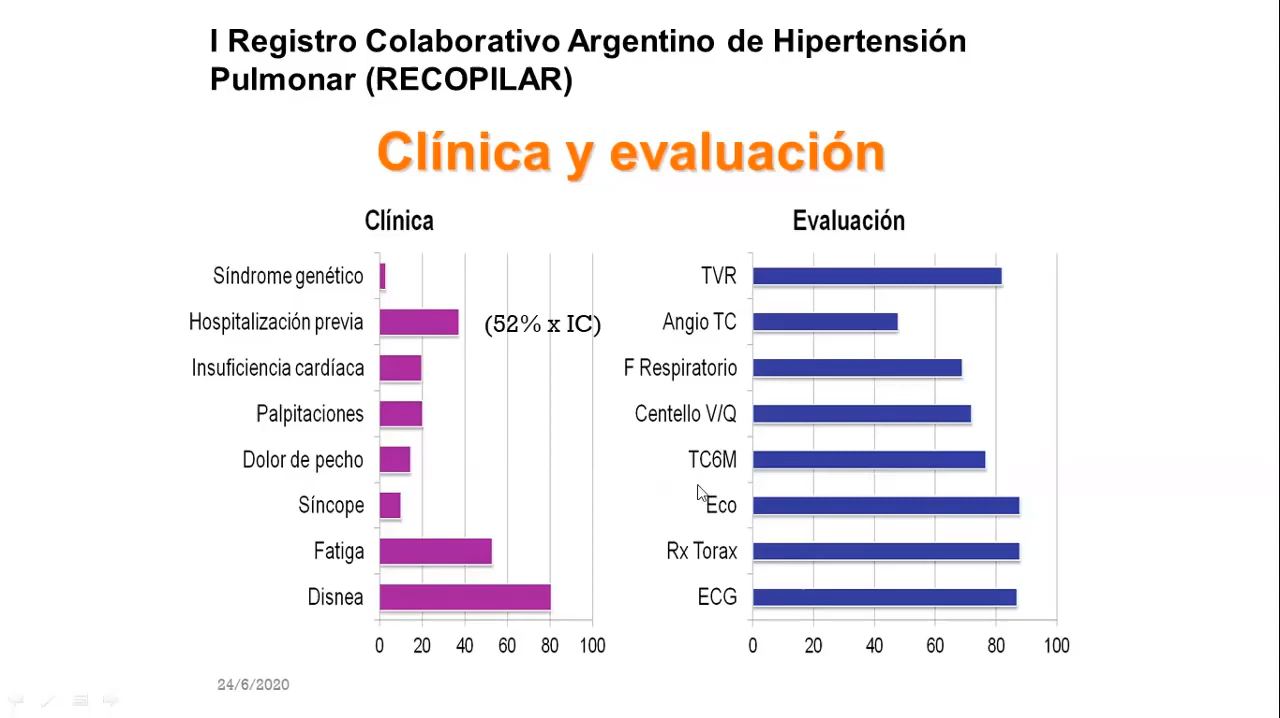 I Registro Colaborativo Argentino de Hipertensión
Pulmonar (RECOPILAR)
Clínica y evaluación
Clínica
Síndrome genético
Hospitalización previa
(52% x IC)
Insuficiencia cardíaca
Palpitaciones
Dolor de pecho
Síncope
Fatiga
Disnea
0 20 40 60 80 100
Evaluación
TVR
Angio TC
F Respiratorio
Centello V/Q
TC6M
Eco
Rx Torax
ECG
0 20 40 60 80 100
24/6/2020